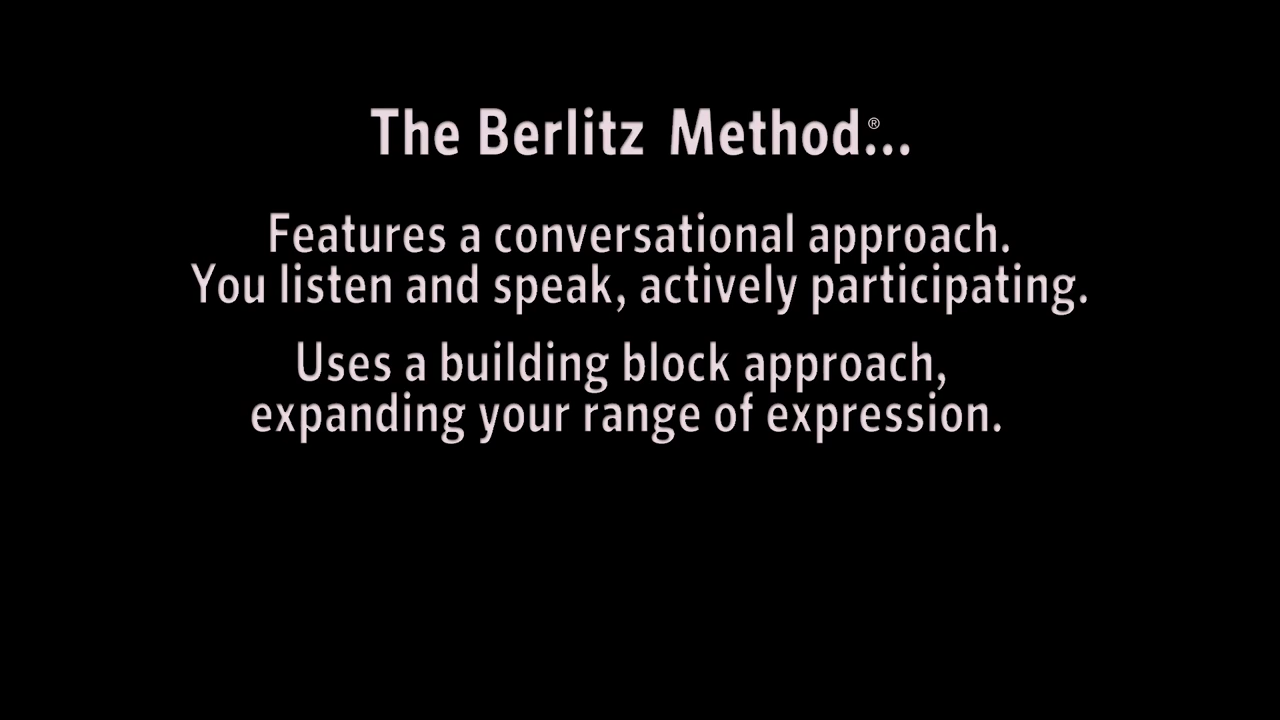 The Berlitz Method®...
Features a conversational approach.
You listen and speak, actively participating.
Uses a building block approach,
expanding your range of expression.